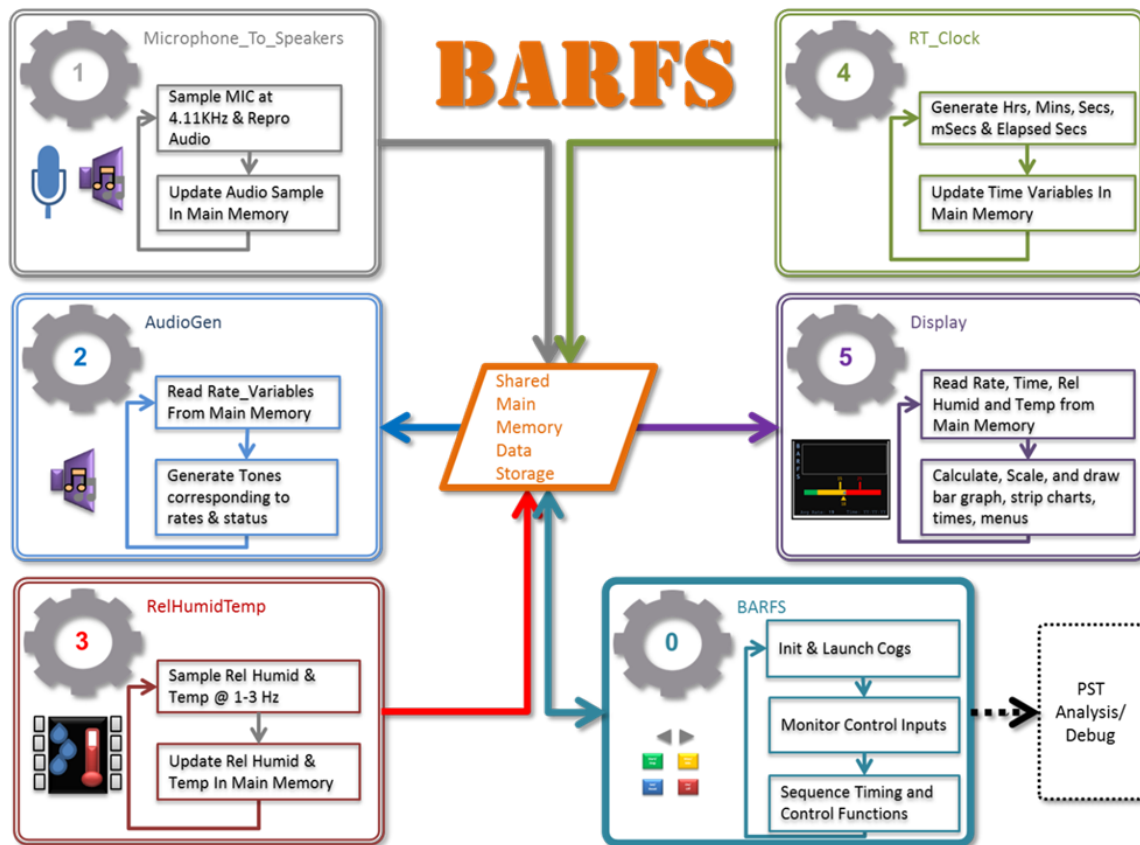 BARFS
1
Microphone_To_Speakers
Sample MIC at
4.11KHz & Repro
Audio
Update Audio Sample
In Main Memory
4
RT_Clock
Generate Hrs, Mins, Secs,
mSecs & Elapsed Secs
Update Time Variables In
Main Memory
2
AudioGen
Read Rate_Variables
From Main Memory
Generate Tones
corresponding to
rates & status
Shared
Main
Memory
Data
Storage
5
Display
Read Rate, Time, Rel
Humid and Temp from
Main Memory
Calculate, Scale, and draw
bar graph, strip charts,
times, menus
B
A
R
F
S
3
RelHumidTemp
Sample Rel Humid &
Temp @ 1-3 Hz
Update Rel Humid &
Temp In Main Memory
0
BARFS
Init & Launch Cogs
Monitor Control Inputs
Sequence Timing and
Control Functions
PST
Analysis/
Debug